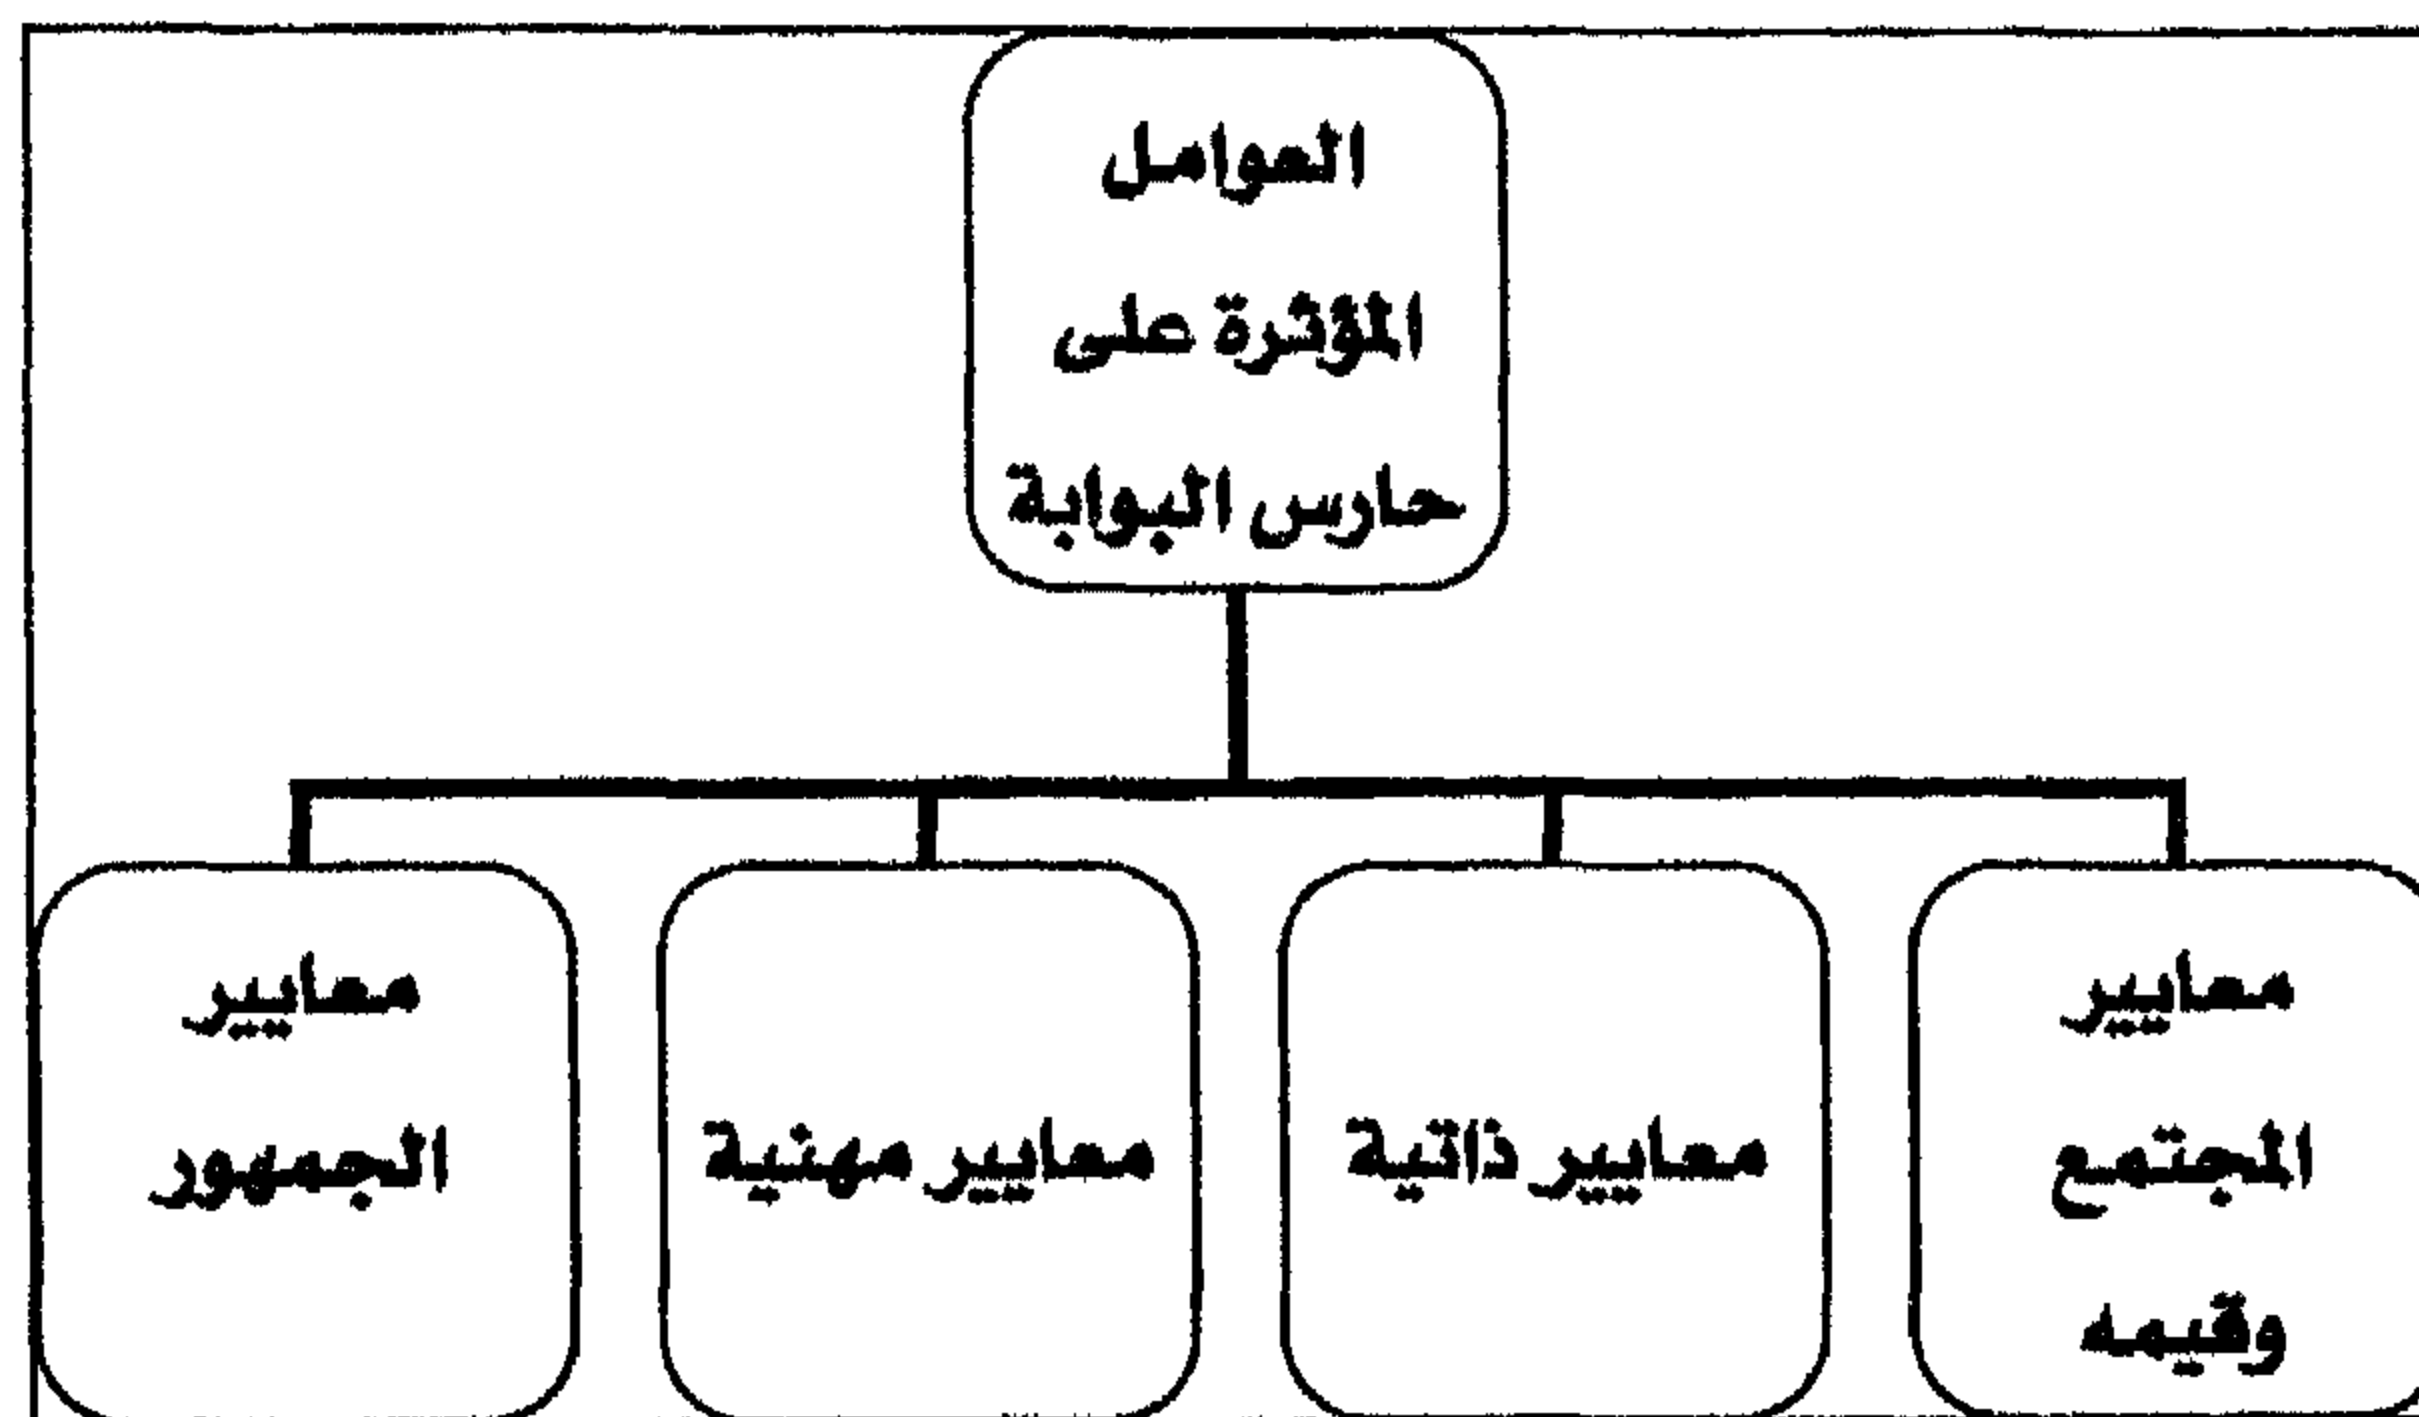 العوامل
المؤثرة على
حارس البوابة
معايير
المجتمع
وقيمه
معايير ذاتية
معايير مهنية
معايير
الجمهور